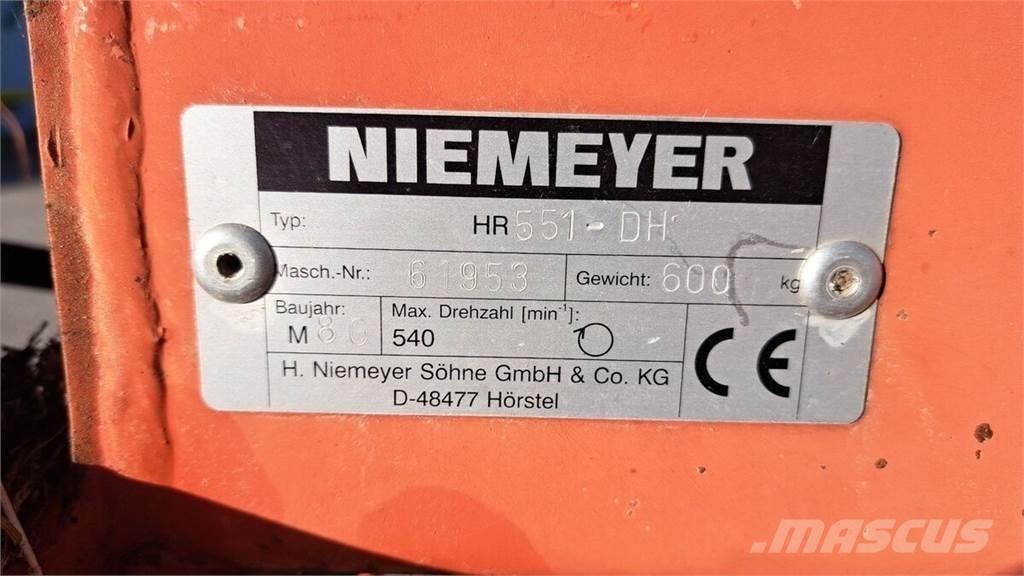 NIEMEYER
Typ: HR 551-DH
Masch.-Nr.: 61953 Gewicht: 600 kg
Baujahr: Max. Drehzahl [min⁻¹]:
M 540
H. Niemeyer Söhne GmbH & Co. KG
D-48477 Hörstel
CE
MASCUS